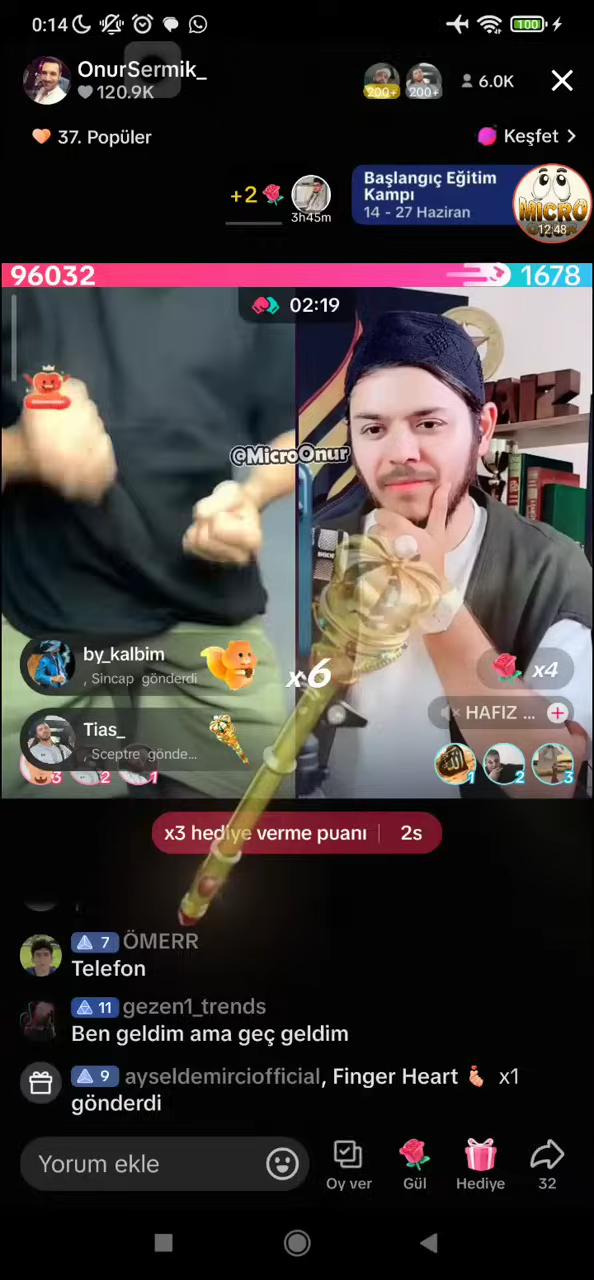 0:14
100
OnurSermik_
120.9K
200+
200+
6.0K
37. Popüler
Keşfet
+2
3h45m
Başlangıç Eğitim
Kampı
14 - 27 Haziran
MICRO
12:48
96032
1678
02:19
@MicroOnur
by_kalbim
, Sincap gönderdi
x6
x4
HAFIZ ...
Tias_
, Sceptre gönde...
3
2
1
1
2
3
x3 hediye verme puanı
2s
7 ÖMERR
Telefon
11 gezen1_trends
Ben geldim ama geç geldim
9 ayseldemirciofficial, Finger Heart x1
gönderdi
Yorum ekle
Oy ver
Gül
Hediye
32